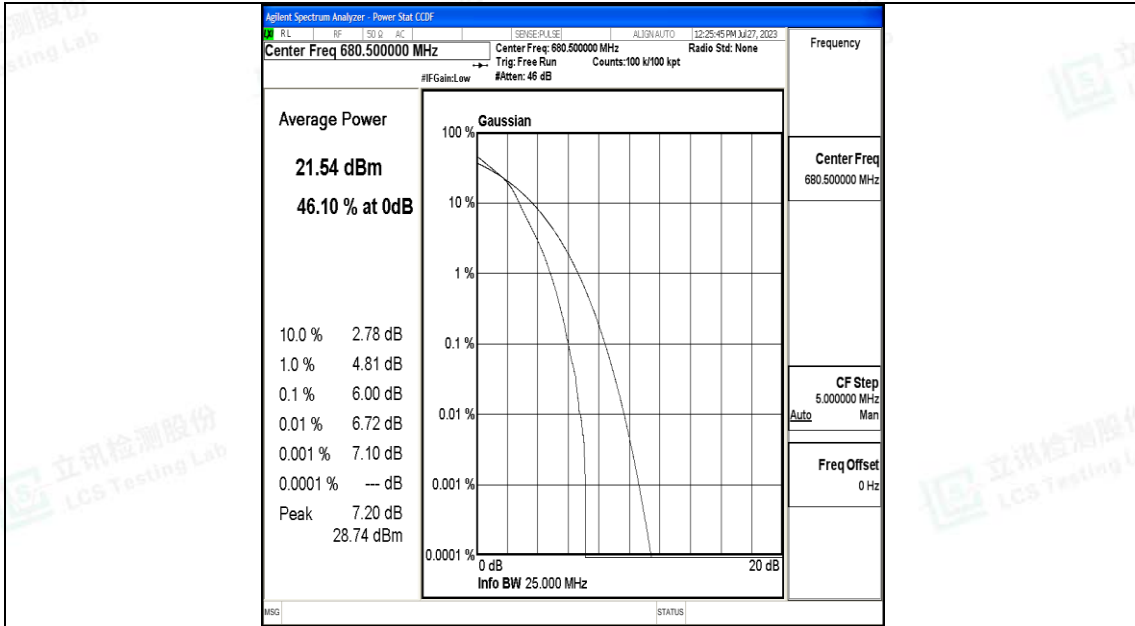 Agilent Spectrum Analyzer - Power Stat CCDF
RL RF 50 Ω AC SENSE:PULSE ALIGN AUTO 12:25:45 PM Jul 27, 2023
Center Freq 680.500000 MHz
Center Freq: 680.500000 MHz Radio Std: None
Trig: Free Run Counts:100 k/100 kpt
#IFGain:Low #Atten: 46 dB
Frequency
Average Power
21.54 dBm
46.10 % at 0dB
10.0 % 2.78 dB
1.0 % 4.81 dB
0.1 % 6.00 dB
0.01 % 6.72 dB
0.001 % 7.10 dB
0.0001 % --- dB
Peak 7.20 dB
28.74 dBm
Gaussian
100 %
10 %
1 %
0.1 %
0.01 %
0.001 %
0.0001 %
0 dB 20 dB
Info BW 25.000 MHz
Center Freq
680.500000 MHz
CF Step
5.000000 MHz
Auto Man
Freq Offset
0 Hz
MSG STATUS
立讯检测股份
LCS Testing Lab
立讯检测股份
LCS Testing L